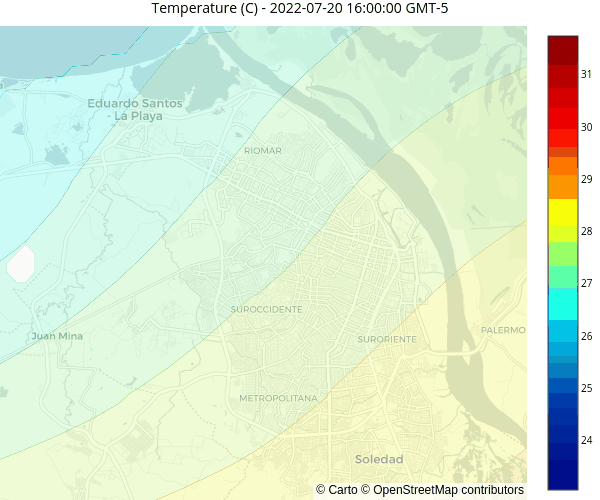 Temperature (C) - 2022-07-20 16:00:00 GMT-5
Eduardo Santos
- La Playa
RIOMAR
SUROCCIDENTE
Juan Mina
SURORIENTE
PALERMO
METROPOLITANA
Soledad
© Carto © OpenStreetMap contributors
31
30
29
28
27
26
25
24